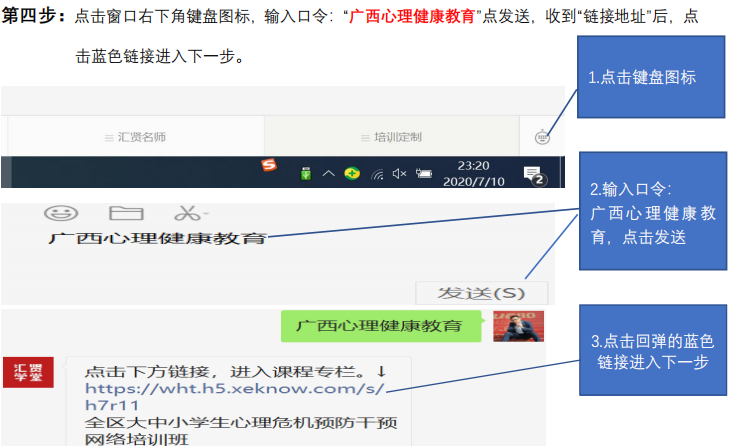 第四步：点击窗口右下角键盘图标，输入口令：“广西心理健康教育”点发送，收到“链接地址”后，点
击蓝色链接进入下一步。
1.点击键盘图标
汇贤名师
培训定制
23:20
2020/7/10
2
2.输入口令：
广西心理健康教
育，点击发送
广西心理健康教育
发送(S)
广西心理健康教育
3.点击回弹的蓝色
链接进入下一步
汇贤
学堂
点击下方链接，进入课程专栏。↓
https://wht.h5.xeknow.com/s/
h7r11
全区大中小学生心理危机预防干预
网络培训班